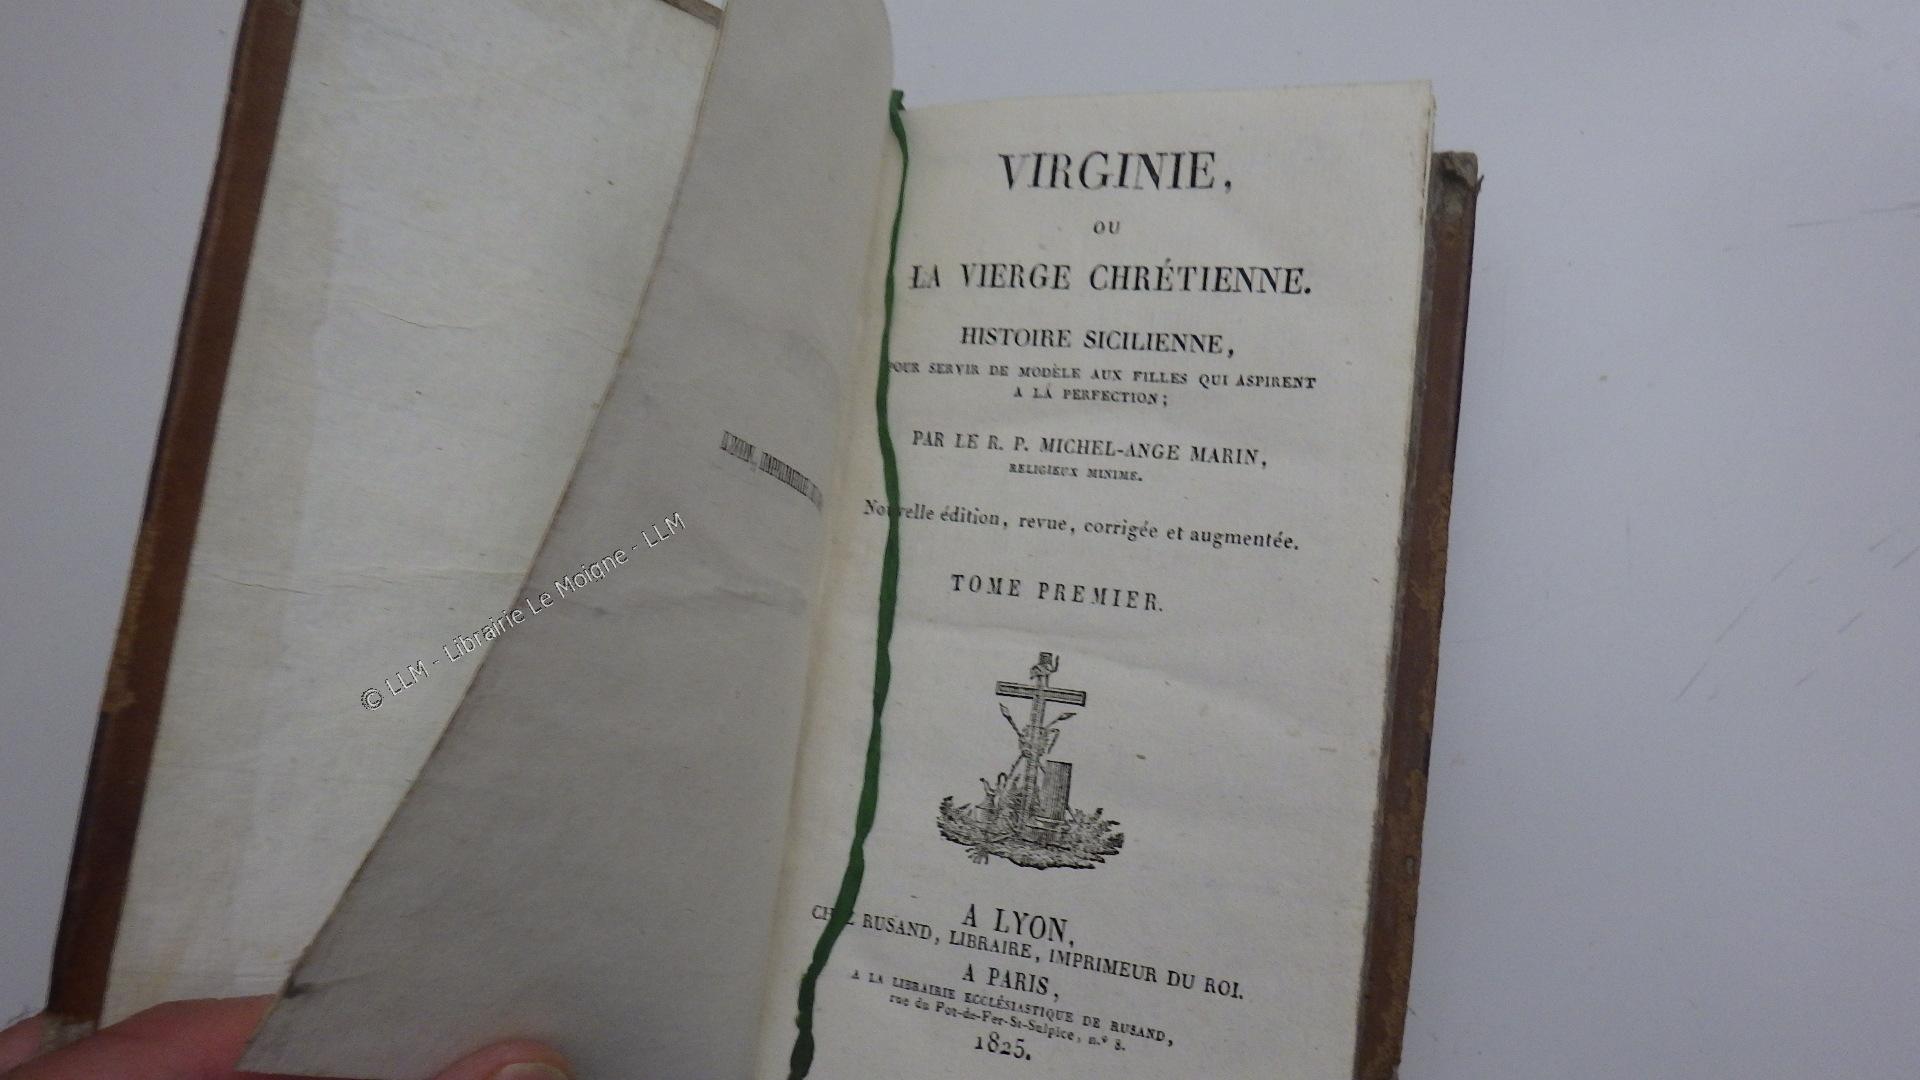 VIRGINIE,
OU
LA VIERGE CHRÉTIENNE.
HISTOIRE SICILIENNE,
POUR SERVIR DE MODÈLE AUX FILLES QUI ASPIRENT
A LA PERFECTION;
PAR LE R. P. MICHEL-ANGE MARIN,
RELIGIEUX MINIME.
Nouvelle édition, revue, corrigée et augmentée.
TOME PREMIER.
A LYON,
CHEZ RUSAND, LIBRAIRE, IMPRIMEUR DU ROI.
A PARIS,
A LA LIBRAIRIE ECCLÉSIASTIQUE DE RUSAND,
rue du Pot-de-Fer-St-Sulpice, n.° 8.
1825.
LYON, IMPRIMERIE
© LLM - Librairie Le Moigne - LLM